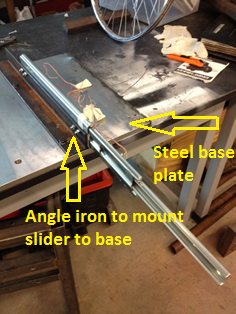 Steel base
plate
Angle iron to mount
slider to base